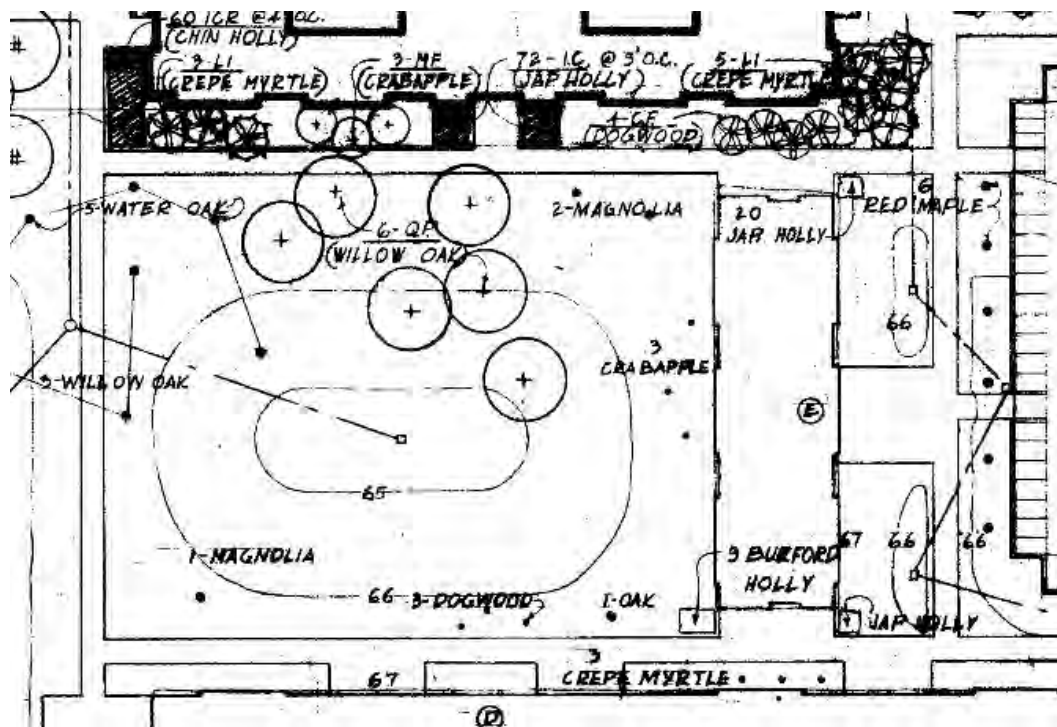 60 ICR @ 4' O.C.
(CHIN HOLLY)
3-LI
(CREPE MYRTLE)
3-MF
(CRABAPPLE)
72-I.C. @ 3' O.C.
(JAP HOLLY)
5-LI
(CREPE MYRTLE)
4-CF
(DOGWOOD)
3-WATER OAK
6-QP
(WILLOW OAK)
2-MAGNOLIA
20
JAP. HOLLY
6
RED MAPLE
66
3-WILLOW OAK
3
CRABAPPLE
E
65
1-MAGNOLIA
66
3-DOGWOOD
1-OAK
9 BURFORD
HOLLY
67
66
66
JAP HOLLY
67
3
CREPE MYRTLE
D